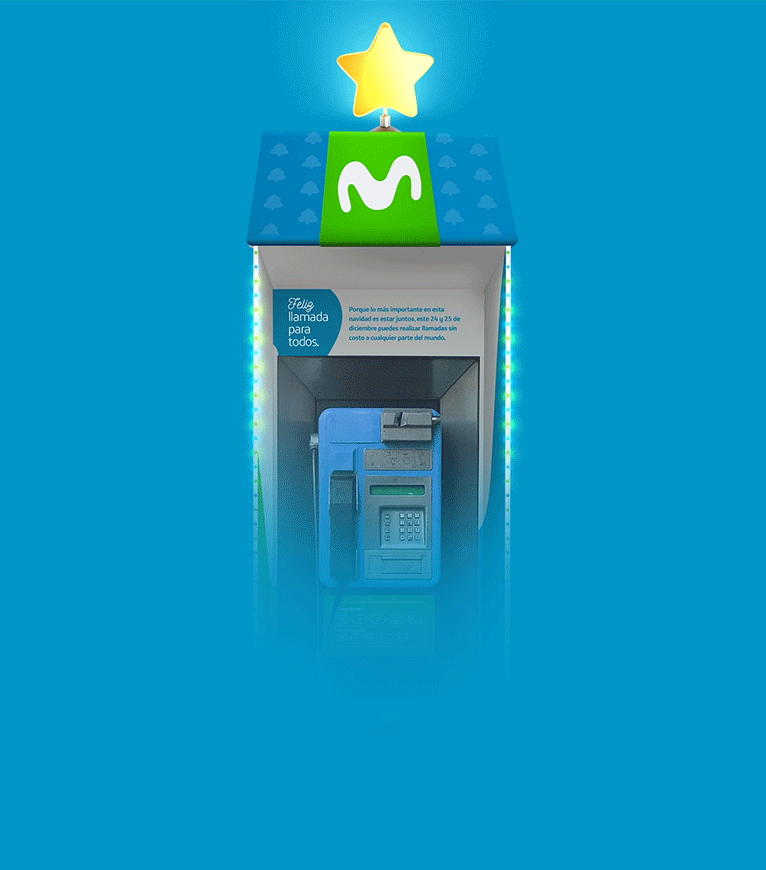 Feliz
llamada
para
todos.
Porque lo más importante en esta
navidad es estar juntos, este 24 y 25 de
diciembre puedes realizar llamadas sin
costo a cualquier parte del mundo.